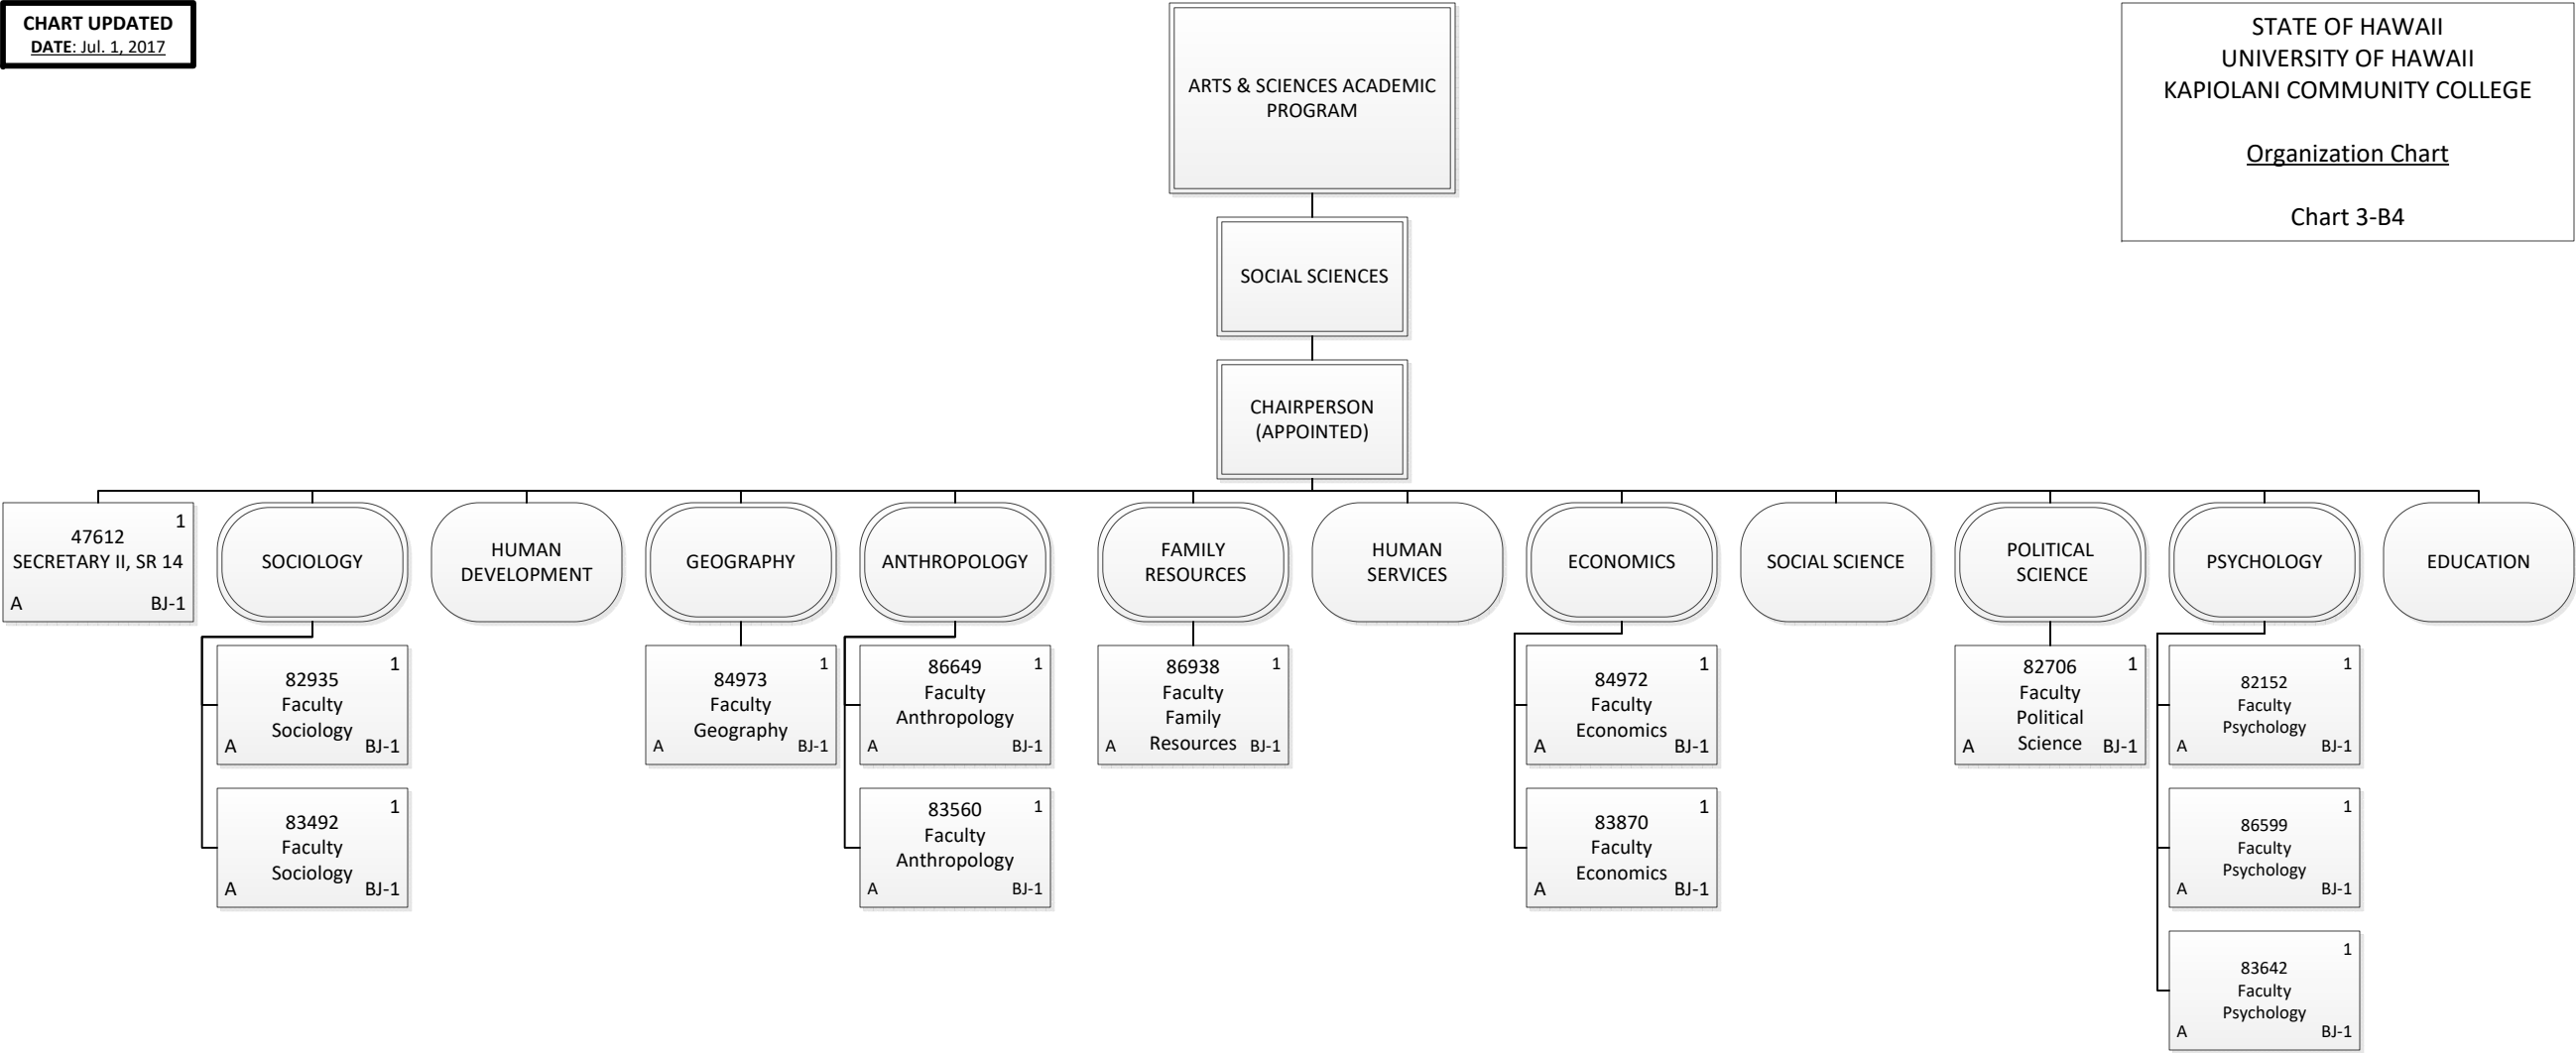 CHART UPDATED
DATE: Jul. 1, 2017
STATE OF HAWAII
UNIVERSITY OF HAWAII
KAPIOLANI COMMUNITY COLLEGE
Organization Chart
Chart 3-B4
ARTS & SCIENCES ACADEMIC
PROGRAM
SOCIAL SCIENCES
CHAIRPERSON
(APPOINTED)
1
47612
SECRETARY II, SR 14
A BJ-1
SOCIOLOGY
HUMAN
DEVELOPMENT
GEOGRAPHY
ANTHROPOLOGY
FAMILY
RESOURCES
HUMAN
SERVICES
ECONOMICS
SOCIAL SCIENCE
POLITICAL
SCIENCE
PSYCHOLOGY
EDUCATION
1
82935
Faculty
Sociology
A BJ-1
1
83492
Faculty
Sociology
A BJ-1
1
84973
Faculty
Geography
A BJ-1
1
86649
Faculty
Anthropology
A BJ-1
1
83560
Faculty
Anthropology
A BJ-1
86938 1
Faculty
Family
A Resources BJ-1
1
84972
Faculty
Economics
A BJ-1
1
83870
Faculty
Economics
A BJ-1
82706 1
Faculty
Political
A Science BJ-1
1
82152
Faculty
Psychology
A BJ-1
1
86599
Faculty
Psychology
A BJ-1
1
83642
Faculty
Psychology
A BJ-1